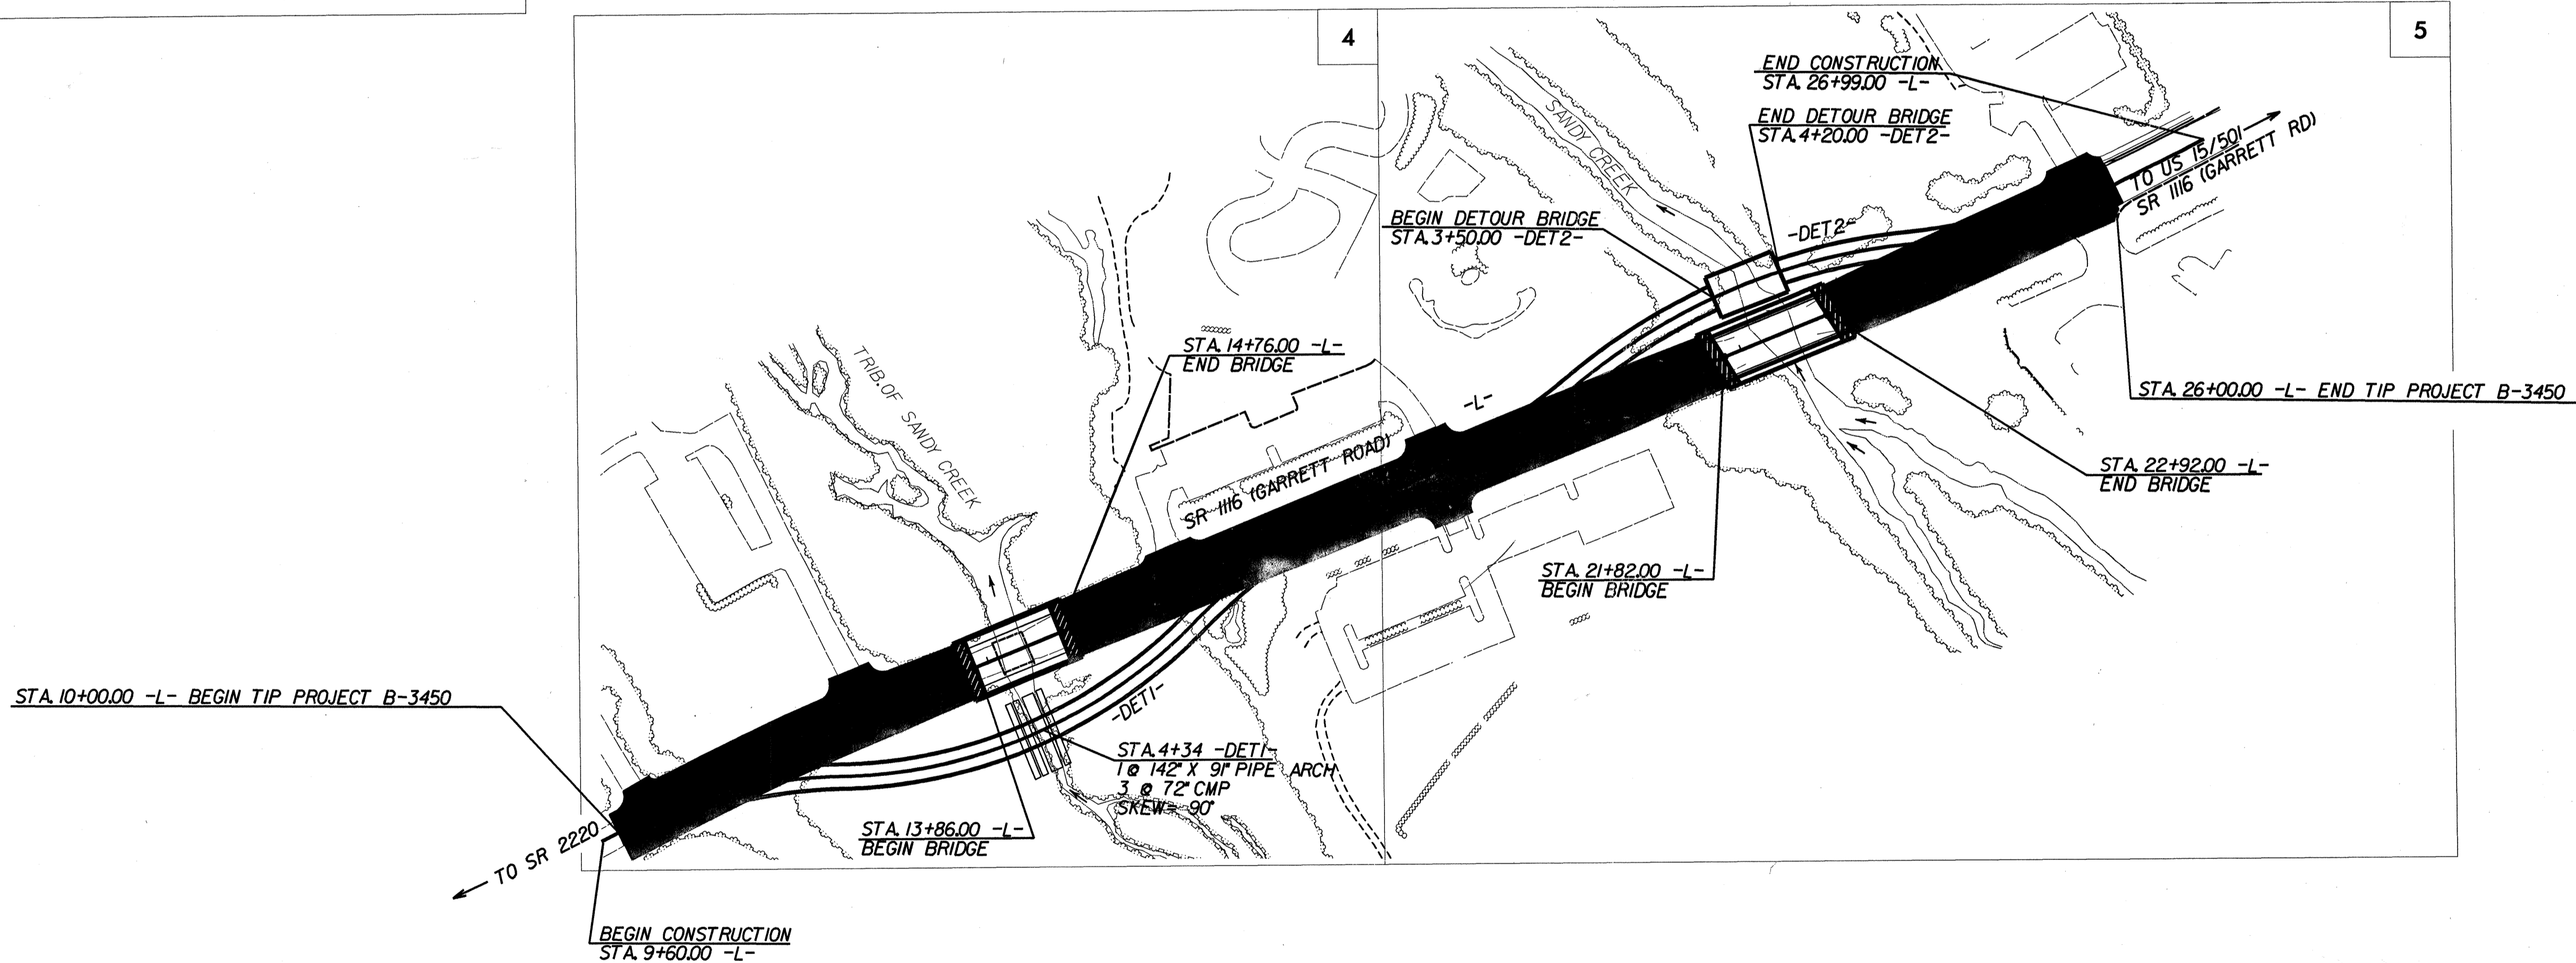 4
5
END CONSTRUCTION
STA. 26+99.00 -L-
END DETOUR BRIDGE
STA. 4+20.00 -DET2-
SANDY CREEK
TO US 15/501
SR 1116 (GARRETT RD)
BEGIN DETOUR BRIDGE
STA. 3+50.00 -DET2-
-DET2-
STA. 14+76.00 -L-
END BRIDGE
TRIB. OF SANDY CREEK
-L-
STA. 26+00.00 -L- END TIP PROJECT B-3450
SR 1116 (GARRETT ROAD)
STA. 22+92.00 -L-
END BRIDGE
STA. 21+82.00 -L-
BEGIN BRIDGE
STA. 10+00.00 -L- BEGIN TIP PROJECT B-3450
-DET1-
STA. 4+34 -DET1-
1 @ 142" X 91" PIPE ARCH
3 @ 72" CMP
SKEW= 90°
STA. 13+86.00 -L-
BEGIN BRIDGE
TO SR 2220
BEGIN CONSTRUCTION
STA. 9+60.00 -L-